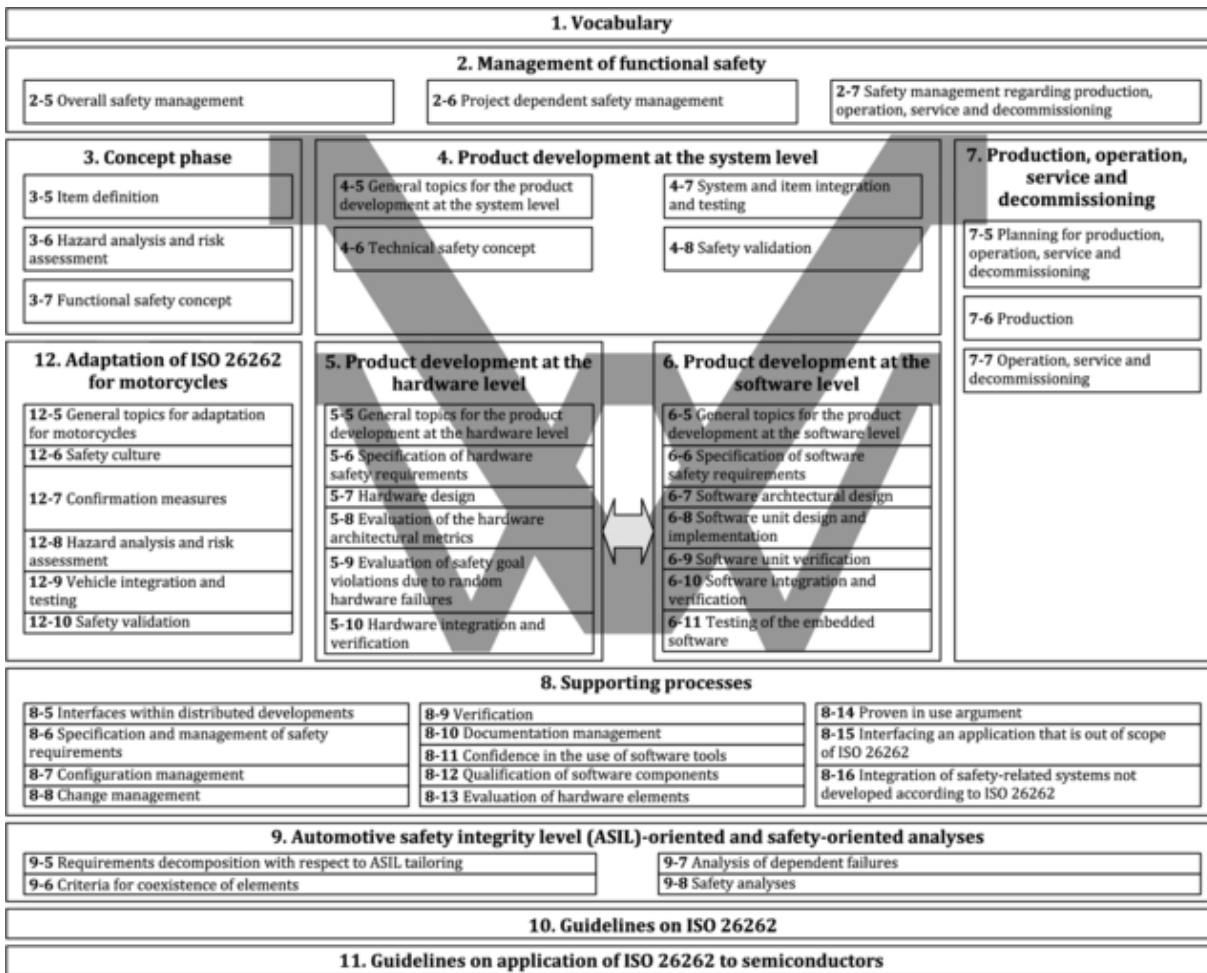 1. Vocabulary
2. Management of functional safety
2-5 Overall safety management
2-6 Project dependent safety management
2-7 Safety management regarding production,
operation, service and decommissioning
3. Concept phase
3-5 Item definition
3-6 Hazard analysis and risk
assessment
3-7 Functional safety concept
4. Product development at the system level
4-5 General topics for the product
development at the system level
4-6 Technical safety concept
4-7 System and item integration
and testing
4-8 Safety validation
7. Production, operation,
service and
decommissioning
7-5 Planning for production,
operation, service and
decommissioning
7-6 Production
7-7 Operation, service and
decommissioning
12. Adaptation of ISO 26262
for motorcycles
12-5 General topics for adaptation
for motorcycles
12-6 Safety culture
12-7 Confirmation measures
12-8 Hazard analysis and risk
assessment
12-9 Vehicle integration and
testing
12-10 Safety validation
5. Product development at the
hardware level
5-5 General topics for the product
development at the hardware level
5-6 Specification of hardware
safety requirements
5-7 Hardware design
5-8 Evaluation of the hardware
architectural metrics
5-9 Evaluation of safety goal
violations due to random
hardware failures
5-10 Hardware integration and
verification
6. Product development at the
software level
6-5 General topics for the product
development at the software level
6-6 Specification of software
safety requirements
6-7 Software archtectural design
6-8 Software unit design and
implementation
6-9 Software unit verification
6-10 Software integration and
verification
6-11 Testing of the embedded
software
8. Supporting processes
8-5 Interfaces within distributed developments
8-6 Specification and management of safety
requirements
8-7 Configuration management
8-8 Change management
8-9 Verification
8-10 Documentation management
8-11 Confidence in the use of software tools
8-12 Qualification of software components
8-13 Evaluation of hardware elements
8-14 Proven in use argument
8-15 Interfacing an application that is out of scope
of ISO 26262
8-16 Integration of safety-related systems not
developed according to ISO 26262
9. Automotive safety integrity level (ASIL)-oriented and safety-oriented analyses
9-5 Requirements decomposition with respect to ASIL tailoring
9-6 Criteria for coexistence of elements
9-7 Analysis of dependent failures
9-8 Safety analyses
10. Guidelines on ISO 26262
11. Guidelines on application of ISO 26262 to semiconductors